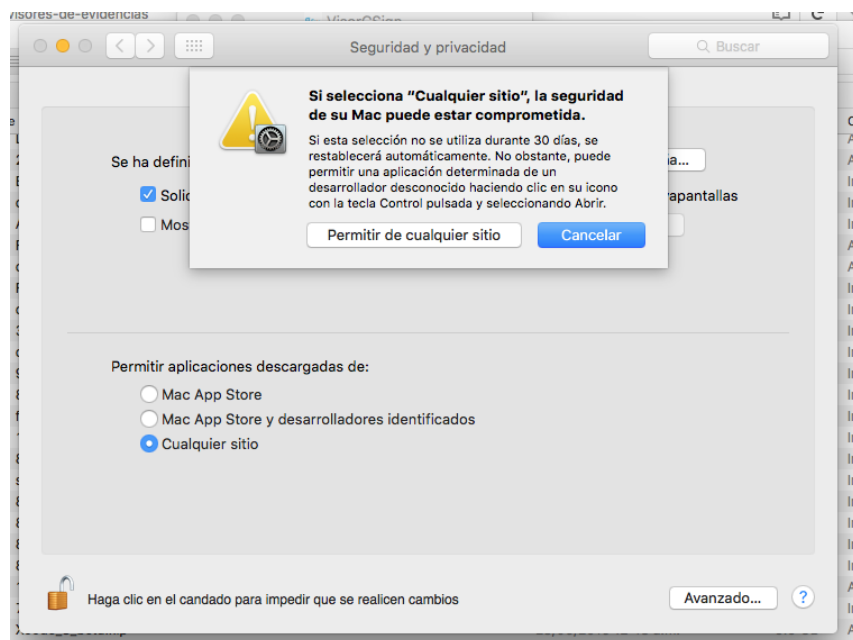 visores-de-evidencias
VisorCSign
Seguridad y privacidad
Buscar
Si selecciona “Cualquier sitio”, la seguridad
de su Mac puede estar comprometida.
Si esta selección no se utiliza durante 30 días, se
restablecerá automáticamente. No obstante, puede
permitir una aplicación determinada de un
desarrollador desconocido haciendo clic en su icono
con la tecla Control pulsada y seleccionando Abrir.
Permitir de cualquier sitio
Cancelar
Se ha defini
a...
Solic
rapantallas
Mos
Permitir aplicaciones descargadas de:
Mac App Store
Mac App Store y desarrolladores identificados
Cualquier sitio
Haga clic en el candado para impedir que se realicen cambios
Avanzado...
?